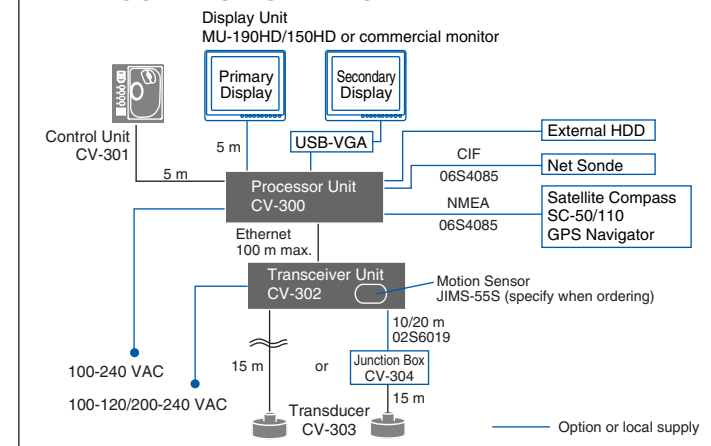 Display Unit
MU-190HD/150HD or commercial monitor
Primary
Display
Secondary
Display
Control Unit
CV-301
5 m
USB-VGA
External HDD
5 m
CIF
06S4085
Net Sonde
Processor Unit
CV-300
NMEA
06S4085
Satellite Compass
SC-50/110
GPS Navigator
Ethernet
100 m max.
Transceiver Unit
CV-302
Motion Sensor
JIMS-55S (specify when ordering)
10/20 m
02S6019
100-240 VAC
15 m
or
Junction Box
CV-304
15 m
100-120/200-240 VAC
Transducer
CV-303
Option or local supply